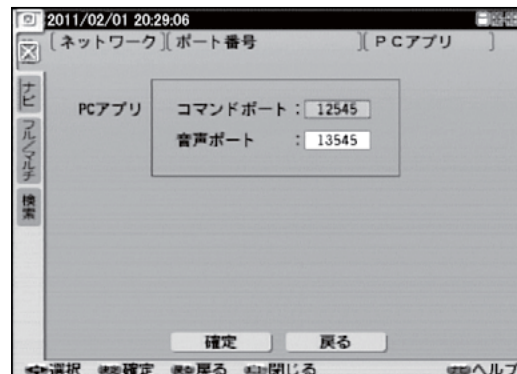 2011/02/01 20:29:06
[ネットワーク][ポート番号 ][PCアプリ ]
ナビ
フル/マルチ
検索
PCアプリ
コマンドポート : 12545
音声ポート : 13545
確定 戻る
選択 確定 戻る 閉じる ヘルプ